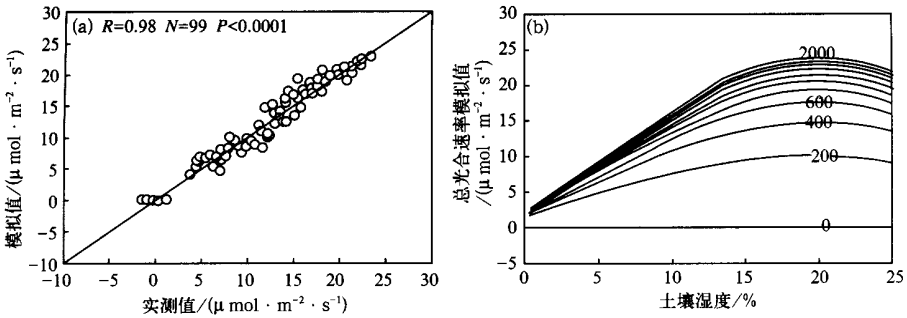 (a) R=0.98 N=99 P<0.0001
模拟值/(μ mol · m⁻² · s⁻¹)
30
25
20
15
10
5
0
−5
−10
−10 −5 0 5 10 15 20 25 30
实测值/(μ mol · m⁻² · s⁻¹)
(b)
总光合速率模拟值
/(μ mol · m⁻² · s⁻¹)
30
25
20
15
10
5
0
−5
2000
600
400
200
0
0 5 10 15 20 25
土壤湿度/%